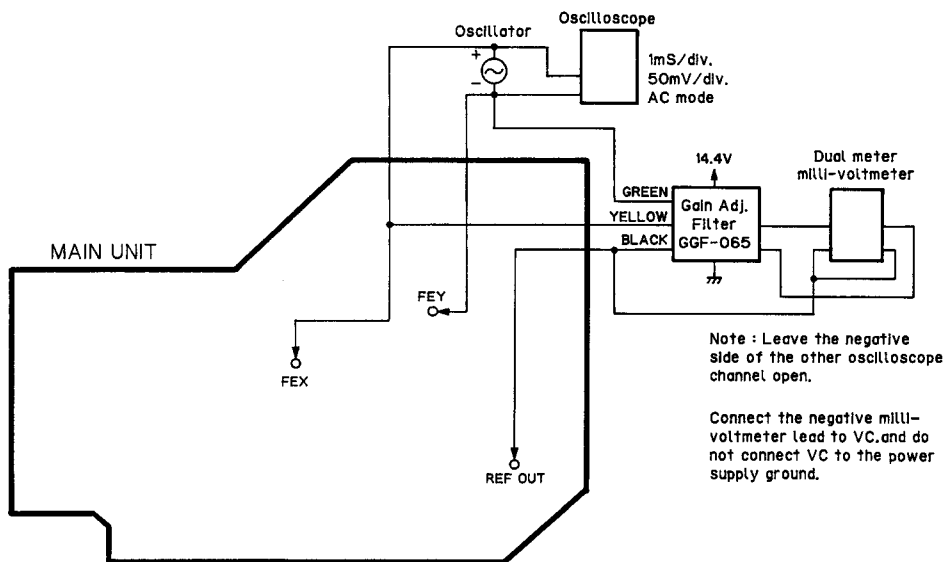 Oscilloscope
Oscillator
+
−
1mS/div.
50mV/div.
AC mode
14.4V
Dual meter
milli-voltmeter
GREEN
YELLOW
BLACK
Gain Adj.
Filter
GGF-065
MAIN UNIT
FEY
FEX
REF OUT
Note : Leave the negative
side of the other oscilloscope
channel open.
Connect the negative milli-
voltmeter lead to VC.and do
not connect VC to the power
supply ground.